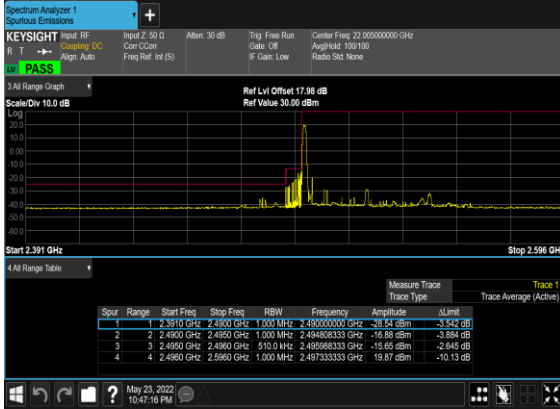 Spectrum Analyzer 1
Spurious Emissions
+
KEYSIGHT
R T
PASS
Input: RF
Coupling: DC
Align: Auto
Input Z: 50 Ω
Corr CCorr
Freq Ref: Int (S)
Atten: 30 dB
Trig: Free Run
Gate: Off
IF Gain: Low
Center Freq: 22.005000000 GHz
Avg|Hold: 100/100
Radio Std: None
3 All Range Graph
Scale/Div 10.0 dB
Ref Lvl Offset 17.98 dB
Ref Value 30.00 dBm
Log
20.0
10.0
0.00
-10.0
-20.0
-30.0
-40.0
-50.0
-60.0
Start 2.391 GHz
Stop 2.596 GH
4 All Range Table
Measure Trace Trace 1
Trace Type Trace Average (Active)
Spur Range Start Freq Stop Freq RBW Frequency Amplitude ΔLimit
1 1 2.3910 GHz 2.4900 GHz 1.000 MHz 2.490000000 GHz -28.54 dBm -3.542 dB
2 2 2.4900 GHz 2.4950 GHz 1.000 MHz 2.494808333 GHz -16.88 dBm -3.884 dB
3 3 2.4950 GHz 2.4960 GHz 510.0 kHz 2.495988333 GHz -15.65 dBm -2.645 dB
4 4 2.4960 GHz 2.5960 GHz 1.000 MHz 2.497333333 GHz 19.87 dBm -10.13 dB
?
May 23, 2022
10:47:16 PM